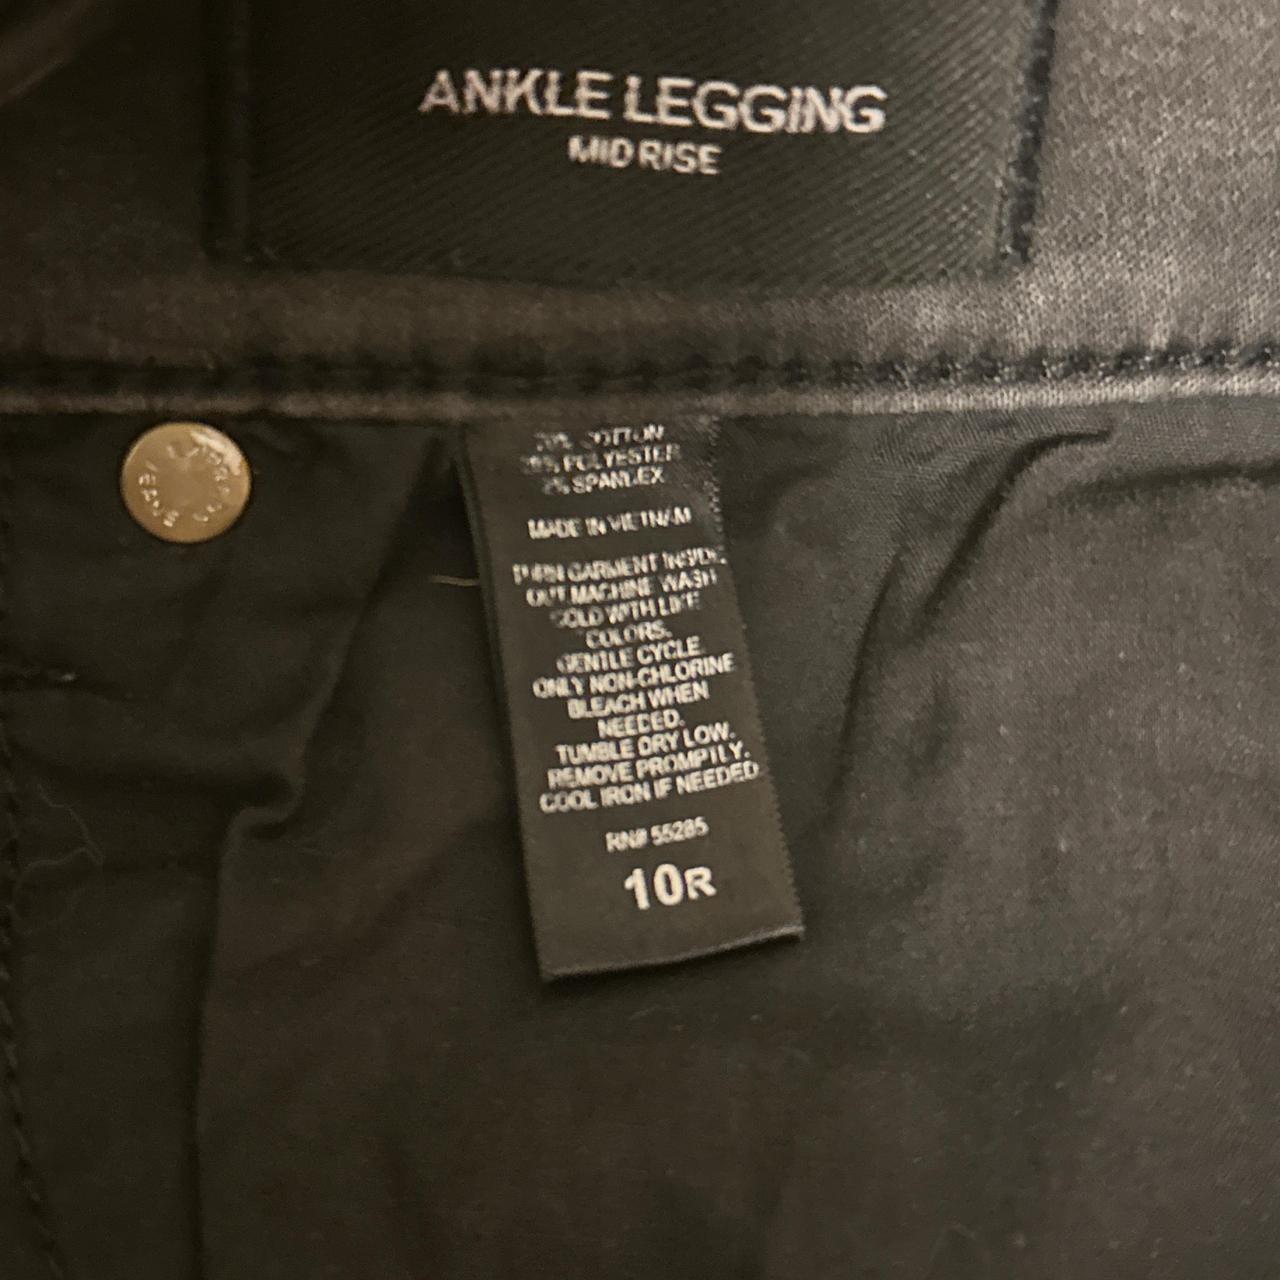 ANKLE LEGGING
MID RISE
COTTON
POLYESTER
2% SPANDEX
MADE IN VIETNAM
TURN GARMENT INSIDE
OUT MACHINE WASH
COLD WITH LIKE
COLORS.
GENTLE CYCLE.
ONLY NON-CHLORINE
BLEACH WHEN
NEEDED.
TUMBLE DRY LOW.
REMOVE PROMPTLY.
COOL IRON IF NEEDED
RN# 55285
10R
JEANS